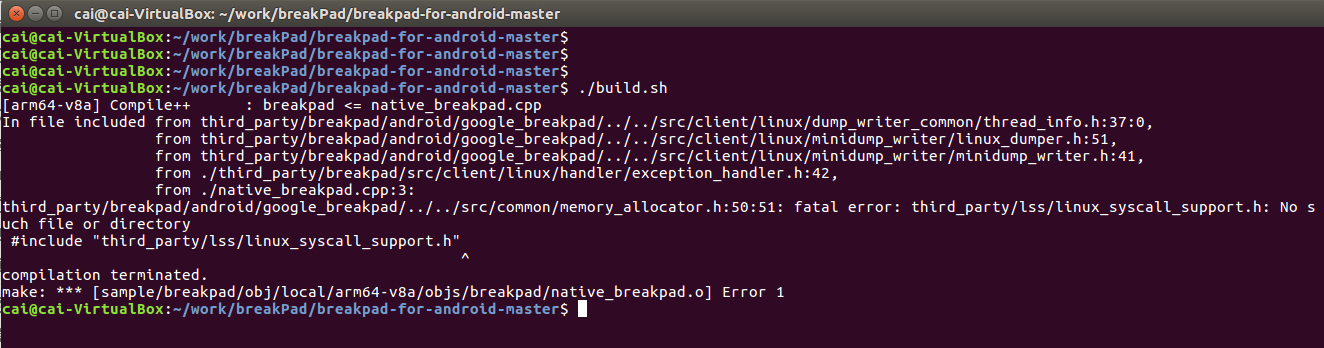 cai@cai-VirtualBox: ~/work/breakPad/breakpad-for-android-master
cai@cai-VirtualBox:~/work/breakPad/breakpad-for-android-master$
cai@cai-VirtualBox:~/work/breakPad/breakpad-for-android-master$
cai@cai-VirtualBox:~/work/breakPad/breakpad-for-android-master$
cai@cai-VirtualBox:~/work/breakPad/breakpad-for-android-master$ ./build.sh
[arm64-v8a] Compile++      : breakpad <= native_breakpad.cpp
In file included from third_party/breakpad/android/google_breakpad/../../src/client/linux/dump_writer_common/thread_info.h:37:0,
                 from third_party/breakpad/android/google_breakpad/../../src/client/linux/minidump_writer/linux_dumper.h:51,
                 from third_party/breakpad/android/google_breakpad/../../src/client/linux/minidump_writer/minidump_writer.h:41,
                 from ./third_party/breakpad/src/client/linux/handler/exception_handler.h:42,
                 from ./native_breakpad.cpp:3:
third_party/breakpad/android/google_breakpad/../../src/common/memory_allocator.h:50:51: fatal error: third_party/lss/linux_syscall_support.h: No s
uch file or directory
 #include "third_party/lss/linux_syscall_support.h"
                                                   ^
compilation terminated.
make: *** [sample/breakpad/obj/local/arm64-v8a/objs/breakpad/native_breakpad.o] Error 1
cai@cai-VirtualBox:~/work/breakPad/breakpad-for-android-master$